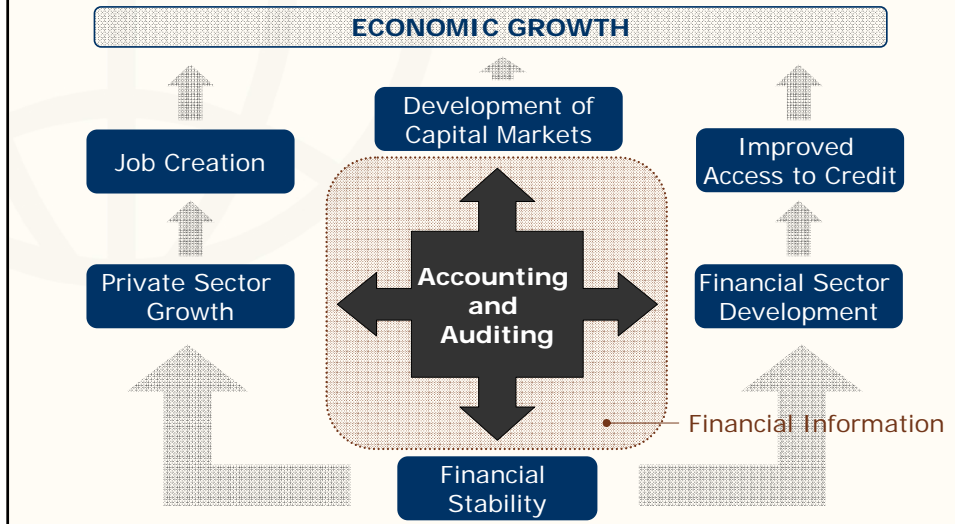 ECONOMIC GROWTH
Development of
Capital Markets
Job Creation
Improved
Access to Credit
Private Sector
Growth
Accounting
and
Auditing
Financial Sector
Development
Financial Information
Financial
Stability